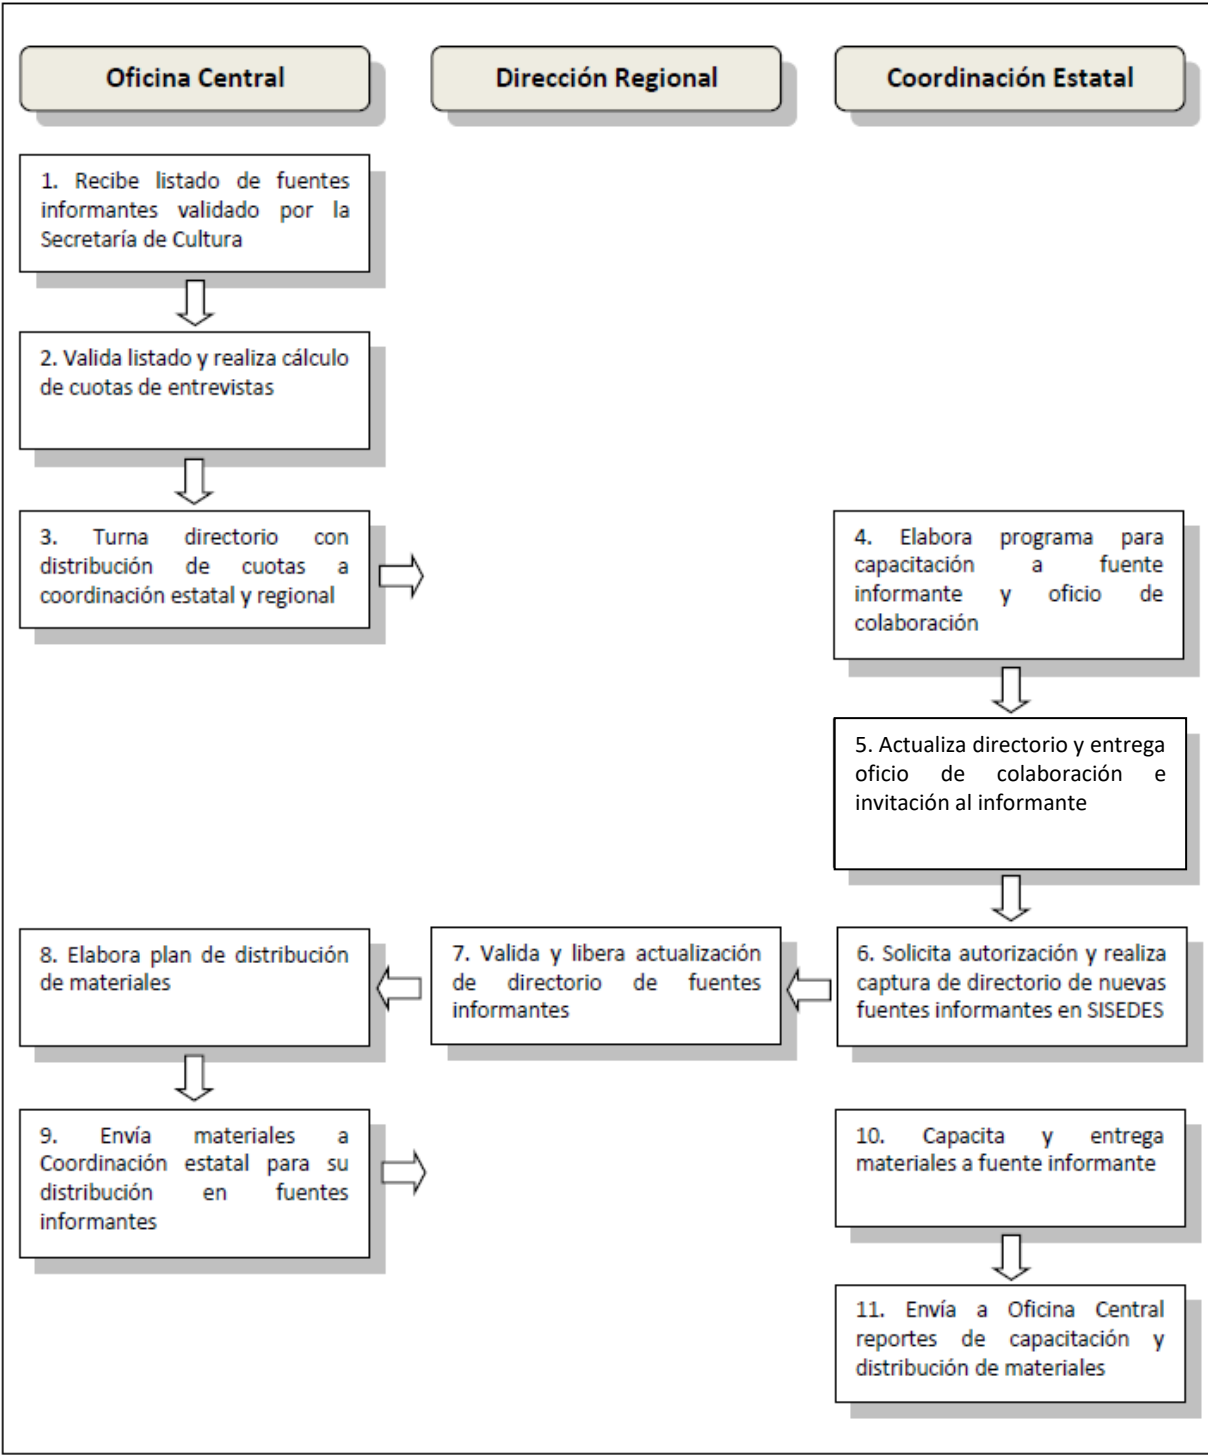 Oficina Central
Dirección Regional
Coordinación Estatal
1. Recibe listado de fuentes
informantes validado por la
Secretaría de Cultura
2. Valida listado y realiza cálculo
de cuotas de entrevistas
3. Turna directorio con
distribución de cuotas a
coordinación estatal y regional
4. Elabora programa para
capacitación a fuente
informante y oficio de
colaboración
5. Actualiza directorio y entrega
oficio de colaboración e
invitación al informante
6. Solicita autorización y realiza
captura de directorio de nuevas
fuentes informantes en SISEDES
7. Valida y libera actualización
de directorio de fuentes
informantes
8. Elabora plan de distribución
de materiales
9. Envía materiales a
Coordinación estatal para su
distribución en fuentes
informantes
10. Capacita y entrega
materiales a fuente informante
11. Envía a Oficina Central
reportes de capacitación y
distribución de materiales